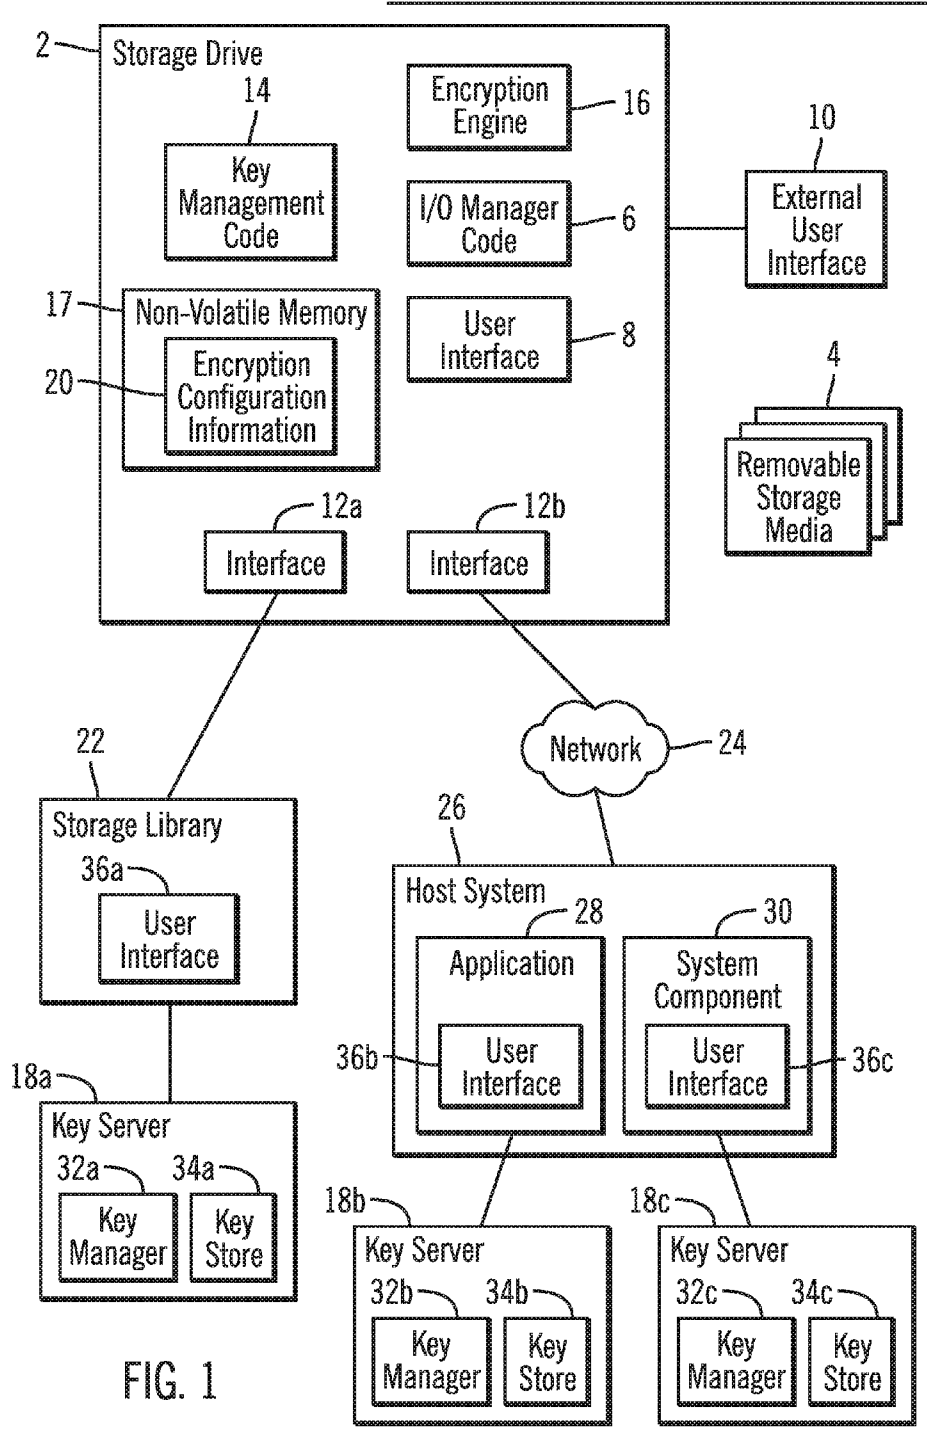 2
Storage Drive
14
Key
Management
Code
Encryption
Engine
16
I/O Manager
Code
6
10
External
User
Interface
17
Non-Volatile Memory
20
Encryption
Configuration
Information
User
Interface
8
4
Removable
Storage
Media
12a
Interface
12b
Interface
Network
24
22
Storage Library
36a
User
Interface
26
Host System
28
Application
36b
User
Interface
30
System
Component
User
Interface
36c
18a
Key Server
32a
Key
Manager
34a
Key
Store
18b
Key Server
32b
Key
Manager
34b
Key
Store
18c
Key Server
32c
Key
Manager
34c
Key
Store
FIG. 1